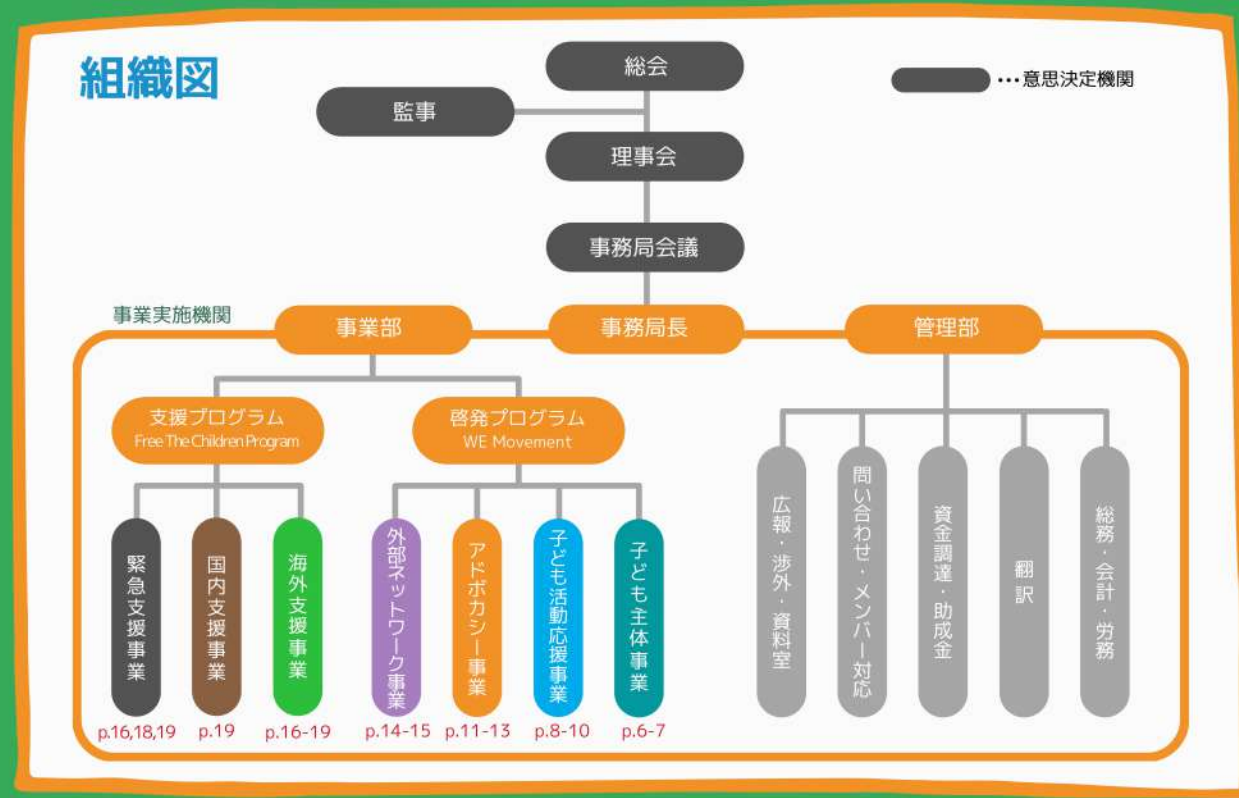 組織図
総会
…意思決定機関
監事
理事会
事務局会議
事業実施機関
事業部
事務局長
管理部
支援プログラム
Free The Children Program
啓発プログラム
WE Movement
緊急支援事業
国内支援事業
海外支援事業
外部ネットワーク事業
アドボカシー事業
子ども活動応援事業
子ども主体事業
広報・渉外・資料室
問い合わせ・メンバー対応
資金調達・助成金
翻訳
総務・会計・労務
p.16,18,19
p.19
p.16-19
p.14-15
p.11-13
p.8-10
p.6-7